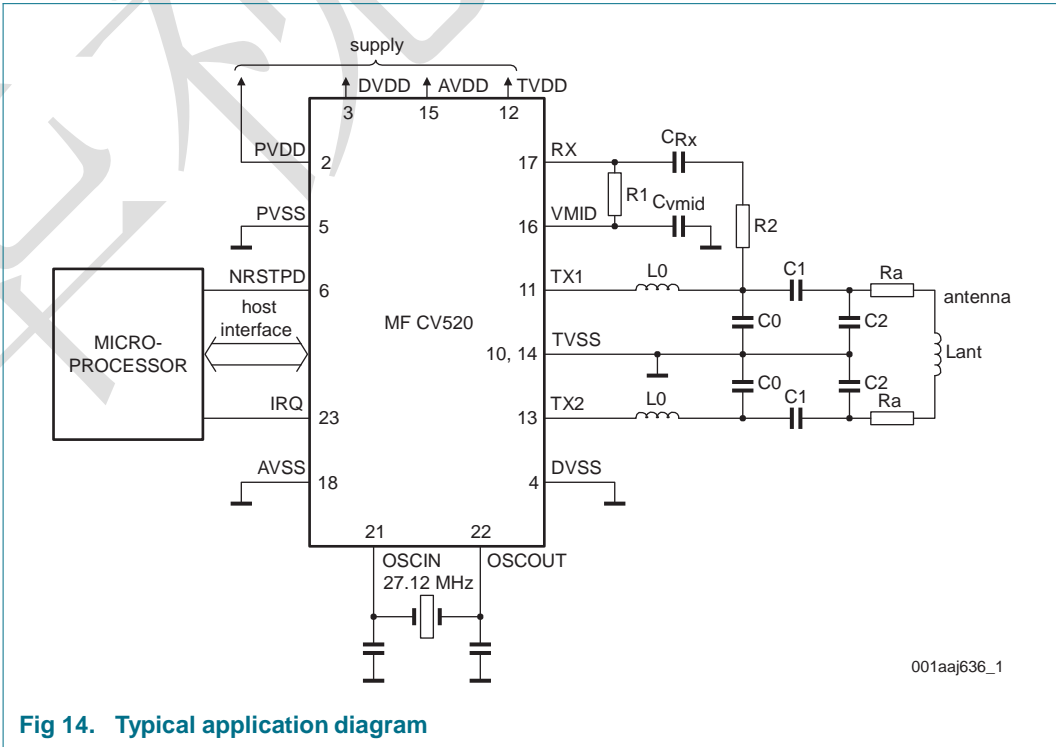 supply
DVDD
AVDD
TVDD
3
15
12
PVDD
2
PVSS
5
NRSTPD
6
host
interface
MICRO-
PROCESSOR
IRQ
23
AVSS
18
MF CV520
17
RX
CRx
R1
Cvmid
16
VMID
R2
11
TX1
L0
C1
Ra
antenna
C0
C2
10, 14
TVSS
Lant
C0
C2
13
TX2
L0
C1
Ra
4
DVSS
21
22
OSCIN
OSCOUT
27.12 MHz
001aaj636_1
Fig 14. Typical application diagram